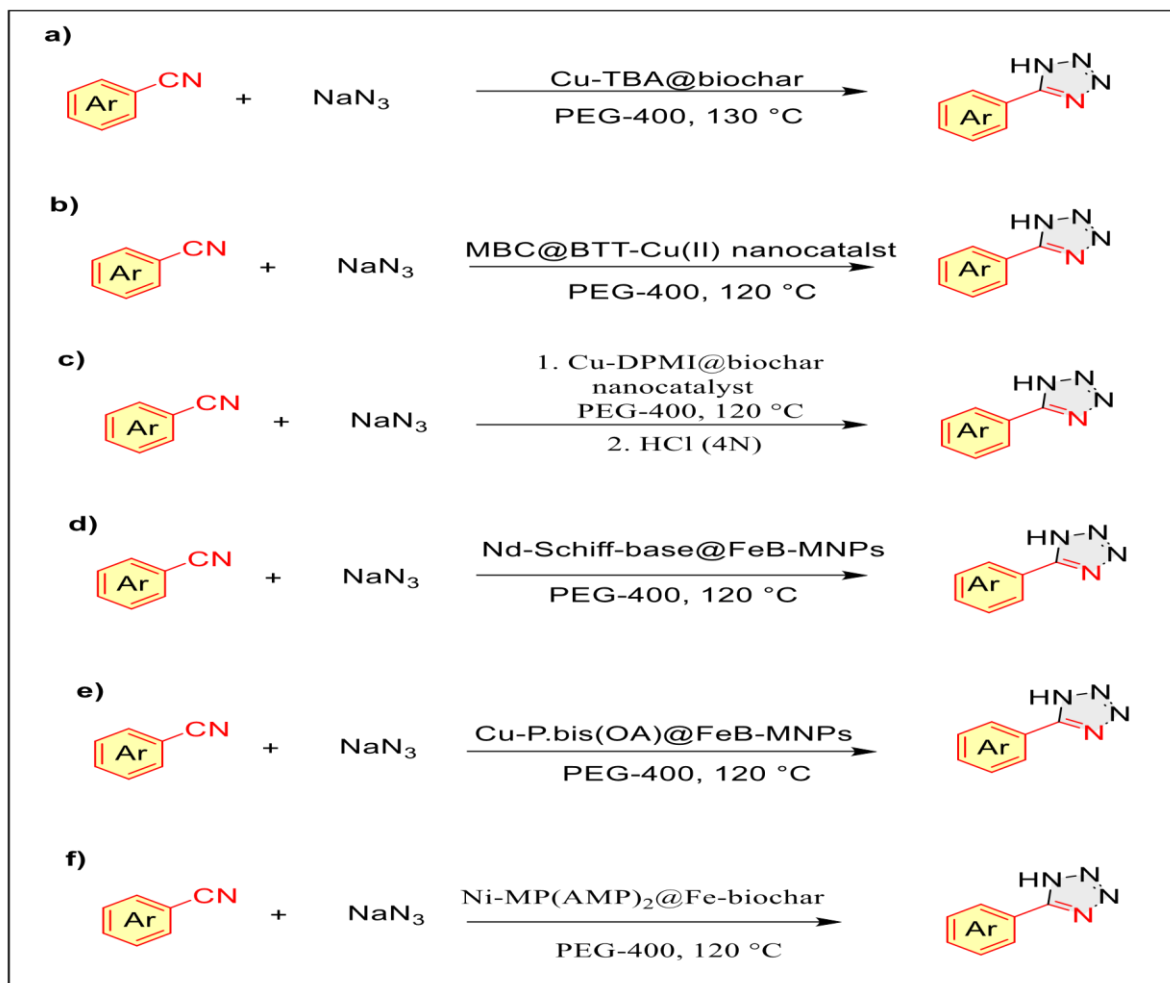 a)
Ar CN + NaN3 Cu-TBA@biochar
PEG-400, 130 °C
HN N N N Ar
b)
Ar CN + NaN3 MBC@BTT-Cu(II) nanocatalst
PEG-400, 120 °C
HN N N N Ar
c)
Ar CN + NaN3 1. Cu-DPMI@biochar
nanocatalyst
PEG-400, 120 °C
2. HCl (4N)
HN N N N Ar
d)
Ar CN + NaN3 Nd-Schiff-base@FeB-MNPs
PEG-400, 120 °C
HN N N N Ar
e)
Ar CN + NaN3 Cu-P.bis(OA)@FeB-MNPs
PEG-400, 120 °C
HN N N N Ar
f)
Ar CN + NaN3 Ni-MP(AMP)2@Fe-biochar
PEG-400, 120 °C
HN N N N Ar